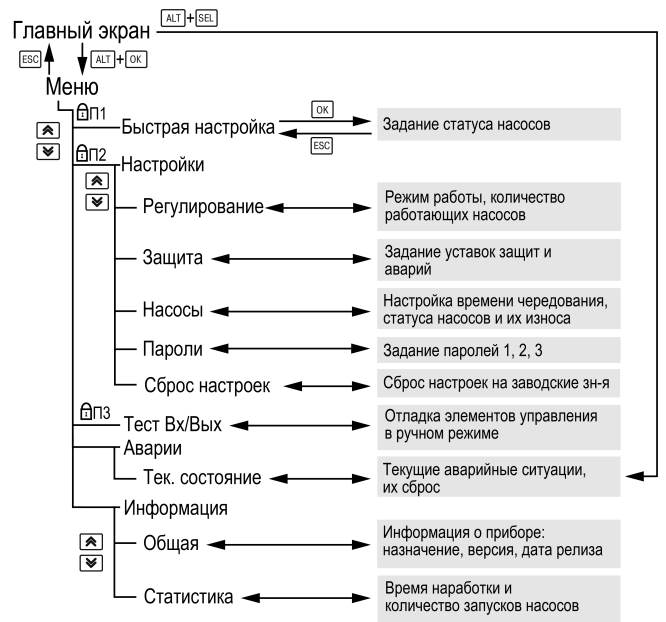 ALT + SEL
Главный экран
ESC ALT + OK
Меню
П1
Быстрая настройка
OK
ESC
Задание статуса насосов
П2
Настройки
Регулирование
Режим работы, количество
работающих насосов
Защита
Задание уставок защит и
аварий
Насосы
Настройка времени чередования,
статуса насосов и их износа
Пароли
Задание паролей 1, 2, 3
Сброс настроек
Сброс настроек на заводские зн-я
П3
Тест Вх/Вых
Отладка элементов управления
в ручном режиме
Аварии
Тек. состояние
Текущие аварийные ситуации,
их сброс
Информация
Общая
Информация о приборе:
назначение, версия, дата релиза
Статистика
Время наработки и
количество запусков насосов